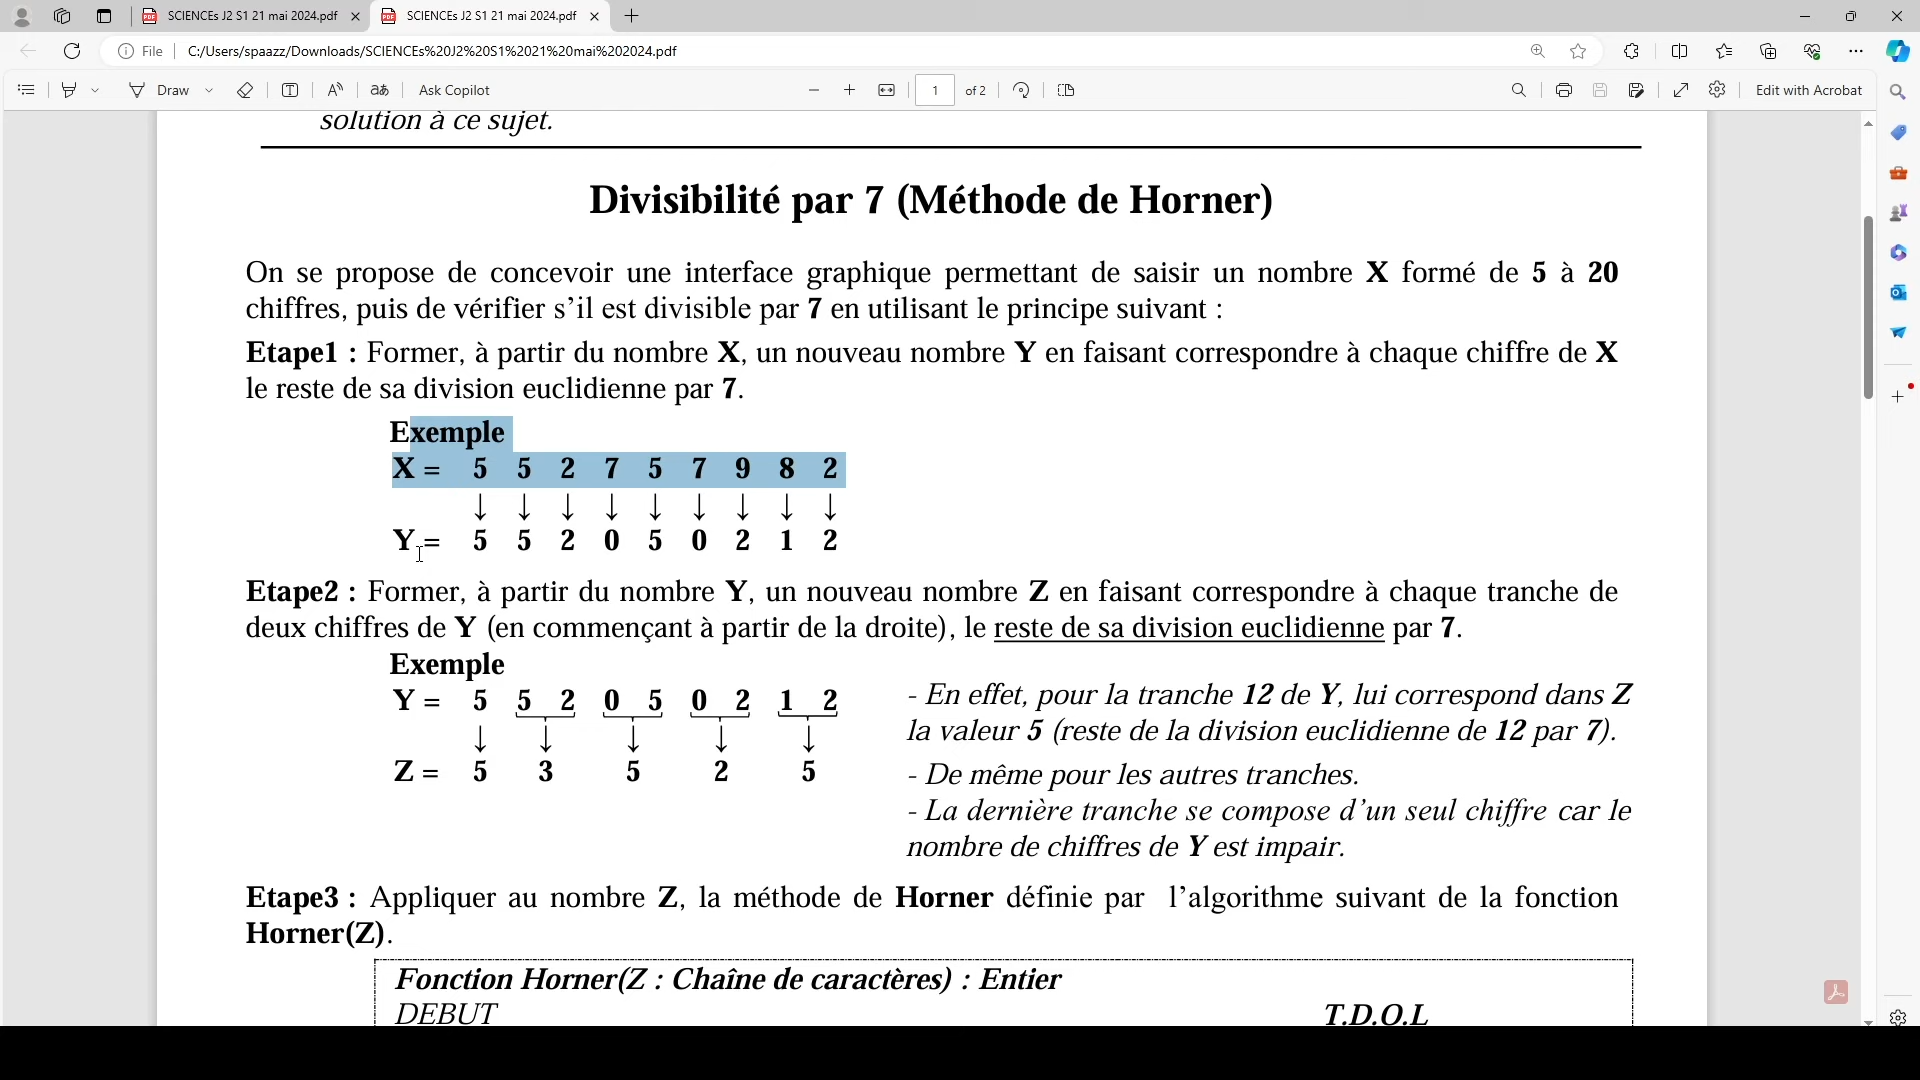 SCIENCEs J2 S1 21 mai 2024.pdf
SCIENCEs J2 S1 21 mai 2024.pdf
File
C:/Users/spaazz/Downloads/SCIENCEs%20J2%20S1%2021%20mai%202024.pdf
Draw
T
A
aあ
Ask Copilot
1
of 2
Edit with Acrobat
solution à ce sujet.
Divisibilité par 7 (Méthode de Horner)
On se propose de concevoir une interface graphique permettant de saisir un nombre X formé de 5 à 20
chiffres, puis de vérifier s’il est divisible par 7 en utilisant le principe suivant :
Etape1 : Former, à partir du nombre X, un nouveau nombre Y en faisant correspondre à chaque chiffre de X
le reste de sa division euclidienne par 7.
Exemple
X = 5 5 2 7 5 7 9 8 2
↓ ↓ ↓ ↓ ↓ ↓ ↓ ↓ ↓
Y = 5 5 2 0 5 0 2 1 2
Etape2 : Former, à partir du nombre Y, un nouveau nombre Z en faisant correspondre à chaque tranche de
deux chiffres de Y (en commençant à partir de la droite), le reste de sa division euclidienne par 7.
Exemple
Y = 5 5 2 0 5 0 2 1 2
↓ ↓ ↓ ↓ ↓
Z = 5 3 5 2 5
- En effet, pour la tranche 12 de Y, lui correspond dans Z
la valeur 5 (reste de la division euclidienne de 12 par 7).
- De même pour les autres tranches.
- La dernière tranche se compose d’un seul chiffre car le
nombre de chiffres de Y est impair.
Etape3 : Appliquer au nombre Z, la méthode de Horner définie par l’algorithme suivant de la fonction
Horner(Z).
Fonction Horner(Z : Chaîne de caractères) : Entier
DEBUT
T.D.O.L